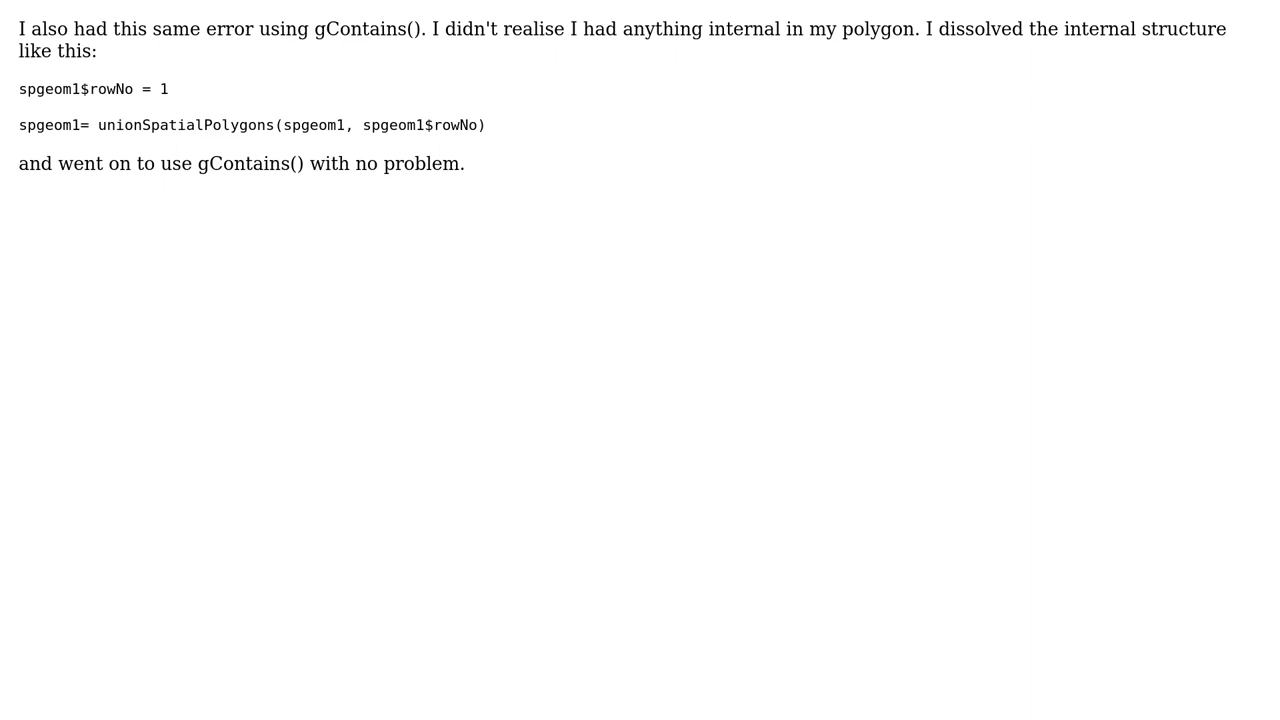 I also had this same error using gContains(). I didn't realise I had anything internal in my polygon. I dissolved the internal structure
like this:
spgeom1$rowNo = 1
spgeom1= unionSpatialPolygons(spgeom1, spgeom1$rowNo)
and went on to use gContains() with no problem.